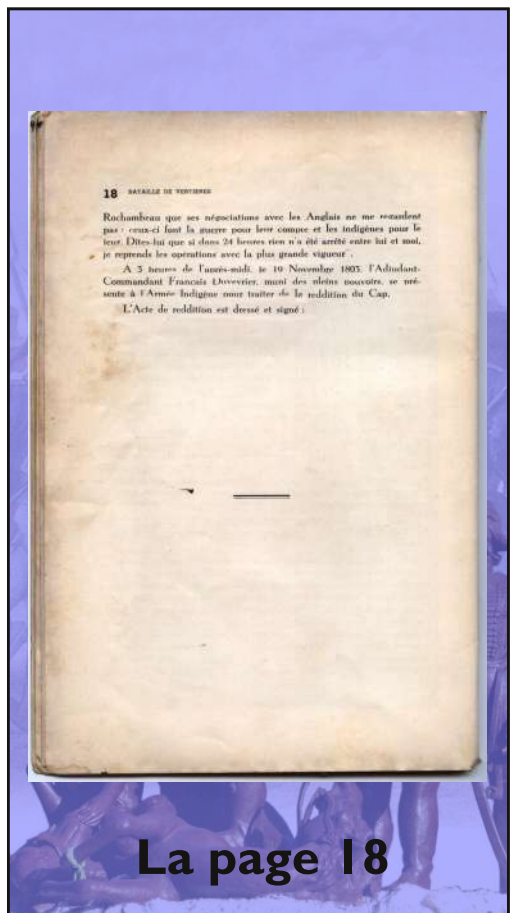 18 BATAILLE DE VERTIERES
Rochambeau que ses négociations avec les Anglais ne me regardent
pas : ceux-ci font la guerre pour leur compte et les indigènes pour le
leur. Dîtes-lui que si dans 24 heures rien n'a été arrêté entre lui et moi,
je reprends les opérations avec la plus grande vigueur".
A 3 heures de l'après-midi, le 19 Novembre 1803, l'Adjudant-
Commandant Français Duveyrier, muni des pleins pouvoirs, se pré-
sente à l'Armée Indigène pour traiter de la reddition du Cap.
L'Acte de reddition est dressé et signé :
La page 18